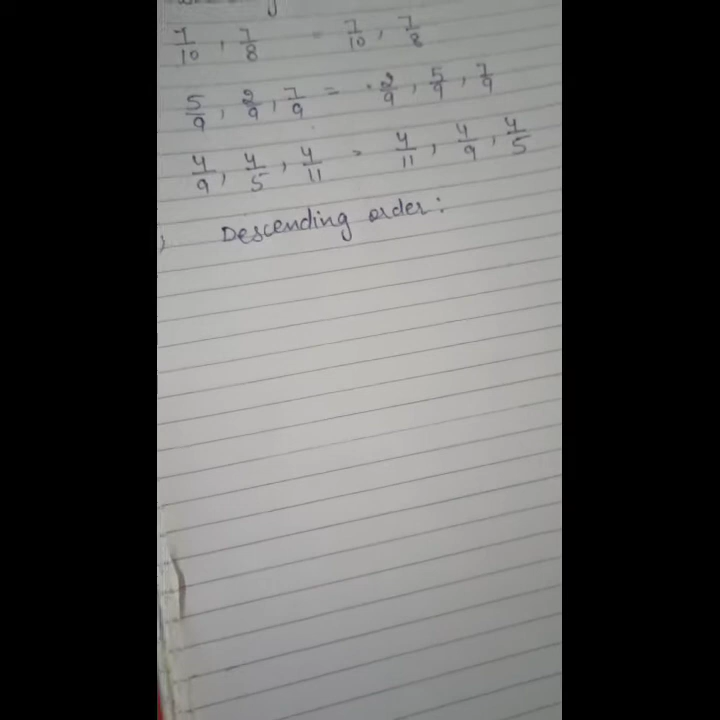 7/10, 7/8 = 7/10, 7/8
5/9, 2/9, 7/9 = 2/9, 5/9, 7/9
4/9, 4/5, 4/11 = 4/11, 4/9, 4/5
Descending order: